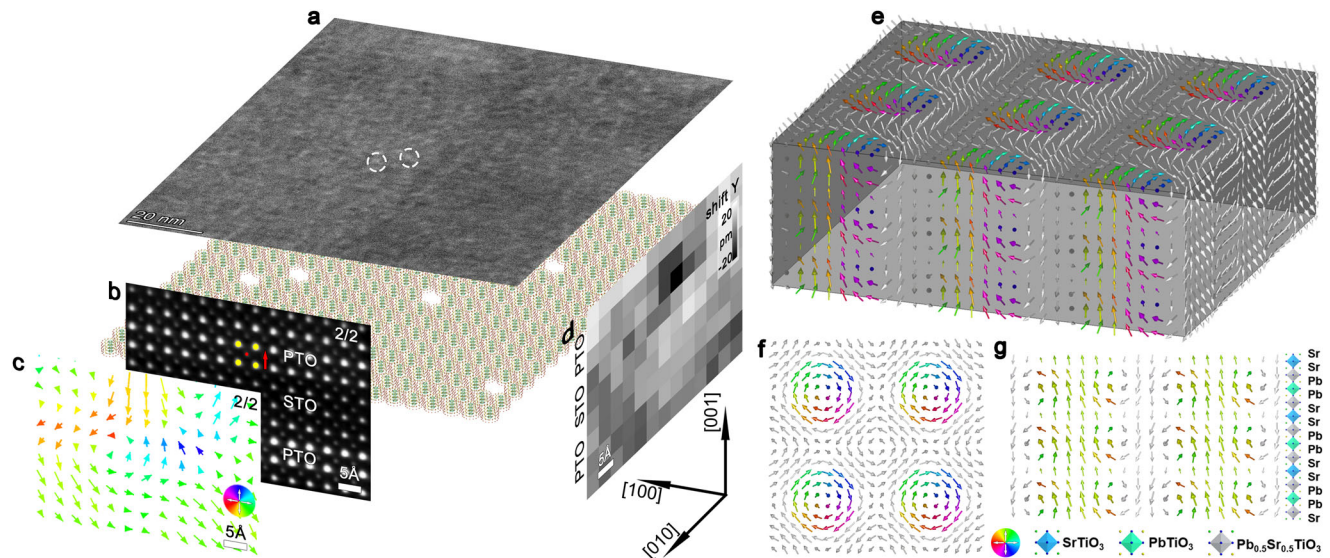 a
20 nm
b
2/2
PTO
STO
PTO
5Å
c
2/2
5Å
d
shift Y
20
pm
-20
PTO STO PTO
5Å
[001]
[100]
[010]
e
f
g
Sr
Sr
Pb
Pb
Sr
Sr
Pb
Pb
Sr
Sr
Pb
Pb
Sr
SrTiO3
PbTiO3
Pb0.5Sr0.5TiO3